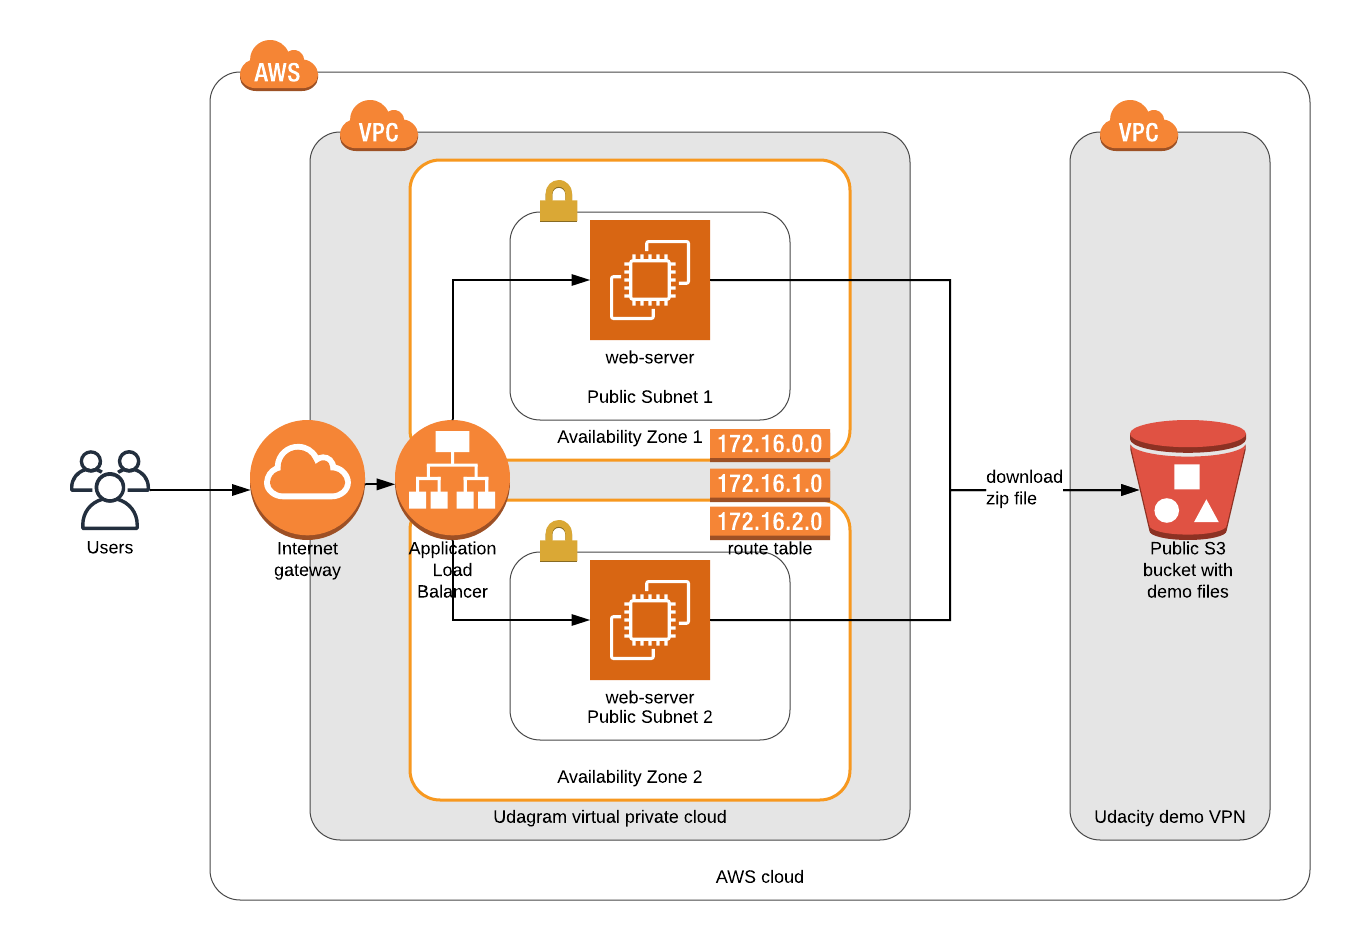 AWS
VPC
VPC
web-server
Public Subnet 1
Availability Zone 1
172.16.0.0
172.16.1.0
172.16.2.0
route table
download
zip file
Users
Internet
gateway
Application
Load
Balancer
Public S3
bucket with
demo files
web-server
Public Subnet 2
Availability Zone 2
Udagram virtual private cloud
Udacity demo VPN
AWS cloud